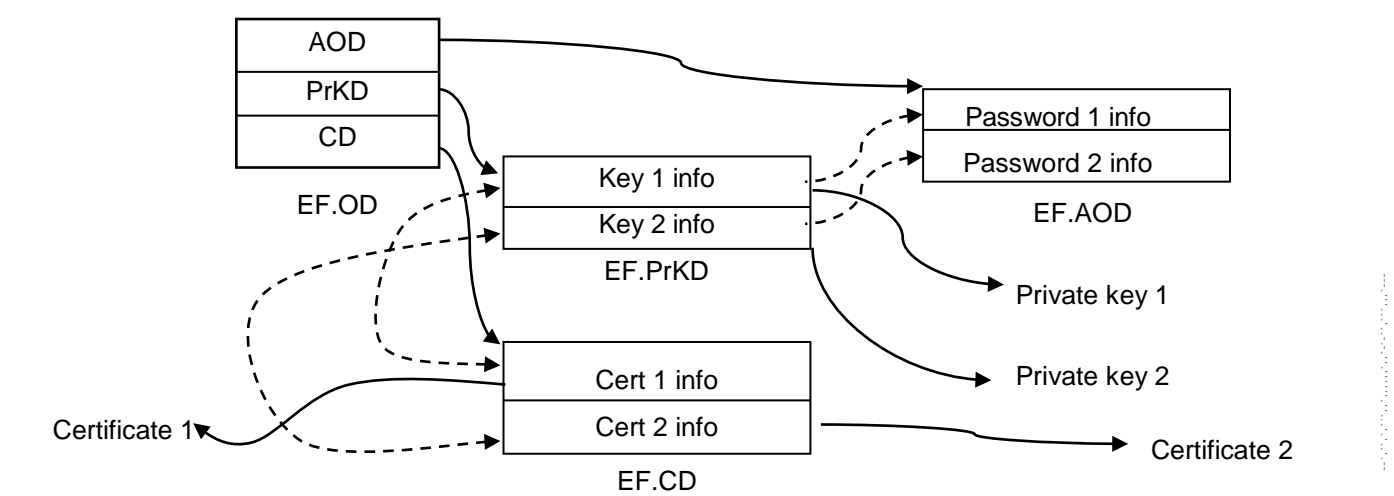 AOD
PrKD
CD
EF.OD
Password 1 info
Password 2 info
EF.AOD
Key 1 info
Key 2 info
EF.PrKD
Private key 1
Private key 2
Cert 1 info
Cert 2 info
EF.CD
Certificate 1
Certificate 2